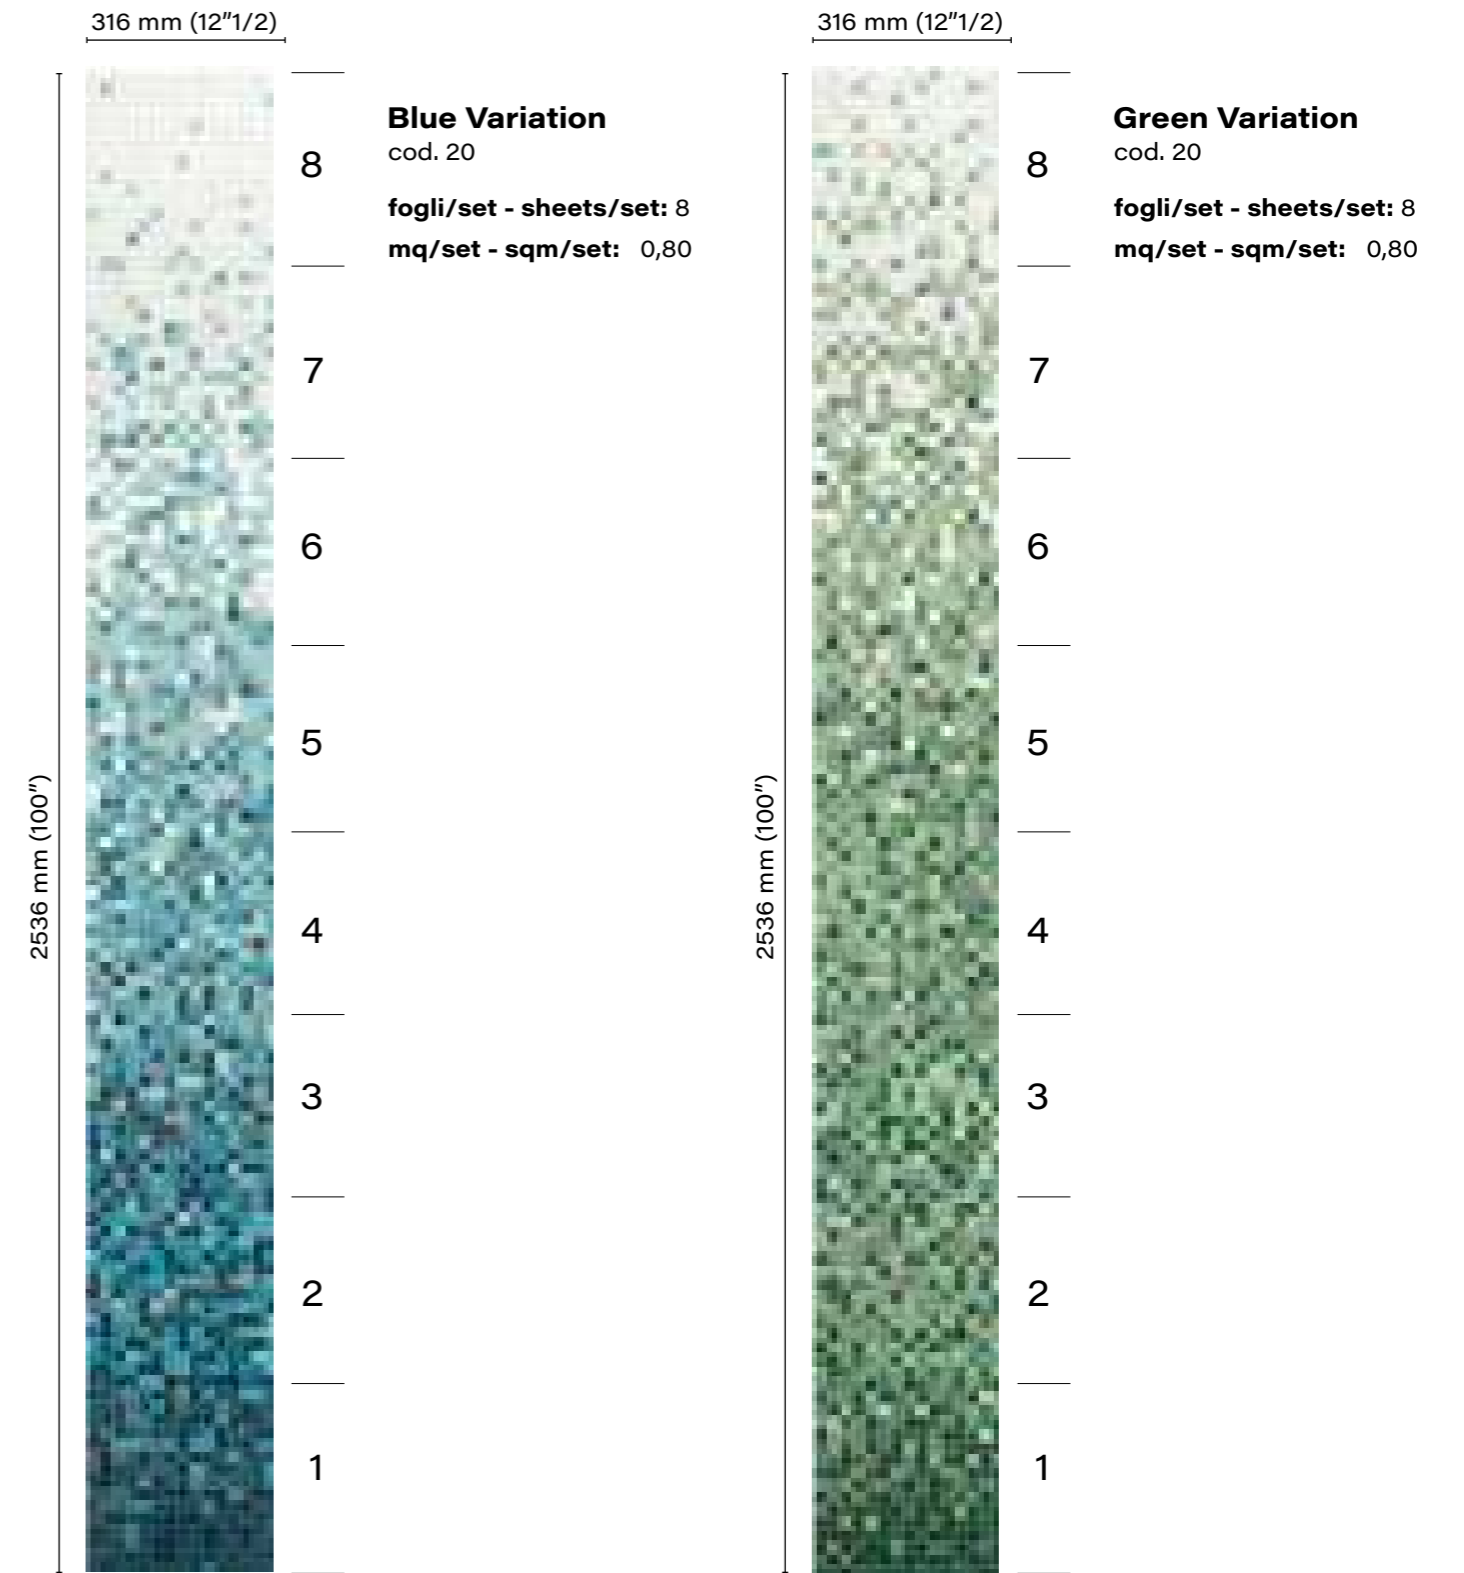 316 mm (12"1/2)
Blue Variation
cod. 20
fogli/set - sheets/set: 8
mq/set - sqm/set: 0,80
8
7
6
5
4
3
2
1
2536 mm (100")
316 mm (12"1/2)
Green Variation
cod. 20
fogli/set - sheets/set: 8
mq/set - sqm/set: 0,80
8
7
6
5
4
3
2
1
2536 mm (100")